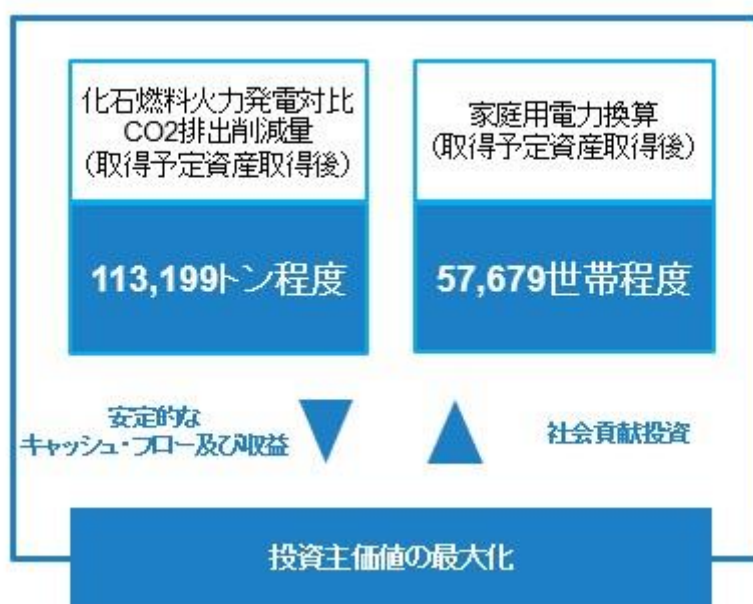 化石燃料火力発電対比
CO2排出削減量
(取得予定資産取得後)
家庭用電力換算
(取得予定資産取得後)
113,199トン程度
57,679世帯程度
安定的な
キャッシュ・フロー及び収益
社会貢献投資
投資主価値の最大化